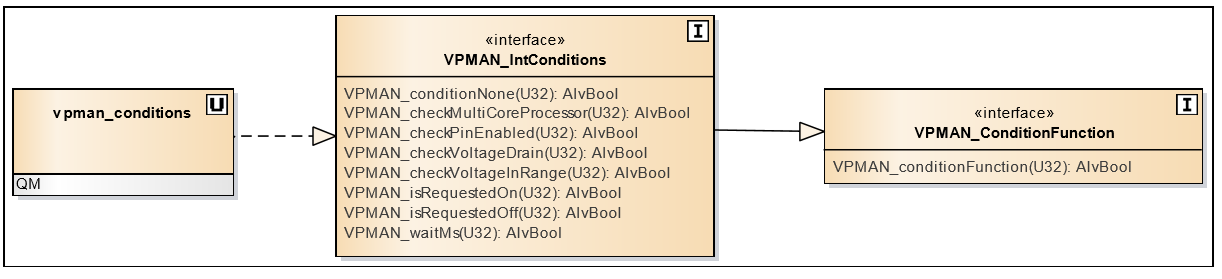 vpman_conditions
U
QM
«interface»
I
VPMAN_IntConditions
VPMAN_conditionNone(U32): AlvBool
VPMAN_checkMultiCoreProcessor(U32): AlvBool
VPMAN_checkPinEnabled(U32): AlvBool
VPMAN_checkVoltageDrain(U32): AlvBool
VPMAN_checkVoltageInRange(U32): AlvBool
VPMAN_isRequestedOn(U32): AlvBool
VPMAN_isRequestedOff(U32): AlvBool
VPMAN_waitMs(U32): AlvBool
«interface»
I
VPMAN_ConditionFunction
VPMAN_conditionFunction(U32): AlvBool